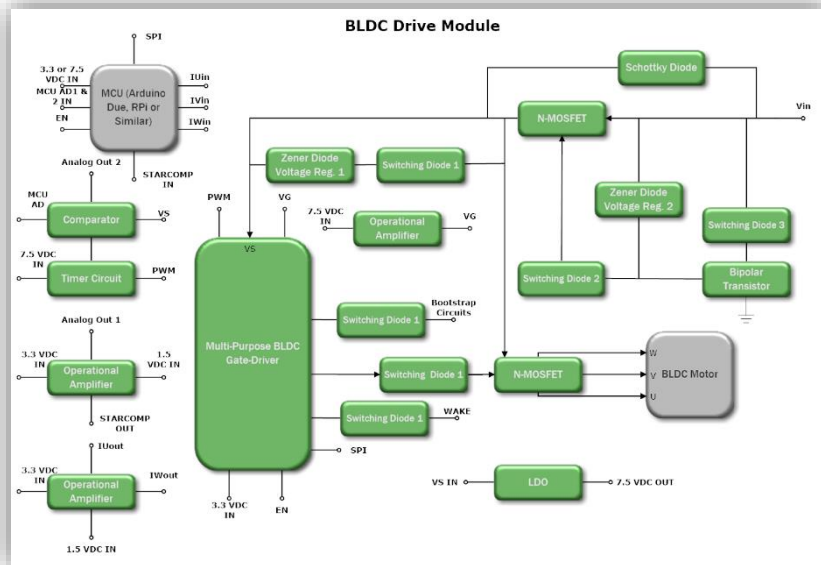 BLDC Drive Module
SPI
3.3 or 7.5
VDC IN
MCU AD1 &
2 IN
EN
MCU (Arduino
Due, RPi or
Similar)
IUin
IVin
IWin
STARCOMP
IN
Analog Out 2
MCU
AD
Comparator
VS
7.5 VDC
IN
Timer Circuit
PWM
Analog Out 1
3.3 VDC
IN
Operational
Amplifier
1.5
VDC IN
STARCOMP
OUT
IUout
3.3 VDC
IN
Operational
Amplifier
IWout
1.5 VDC IN
Schottky Diode
N-MOSFET
Vin
Zener Diode
Voltage Reg. 1
Switching Diode 1
Zener Diode
Voltage Reg. 2
Switching Diode 3
Switching Diode 2
Bipolar
Transistor
PWM
VG
7.5 VDC
IN
Operational
Amplifier
VG
VS
Multi-Purpose BLDC
Gate-Driver
Switching Diode 1
Bootstrap
Circuits
Switching Diode 1
N-MOSFET
W
V
U
BLDC Motor
Switching Diode 1
WAKE
SPI
3.3 VDC
IN
EN
VS IN
LDO
7.5 VDC OUT